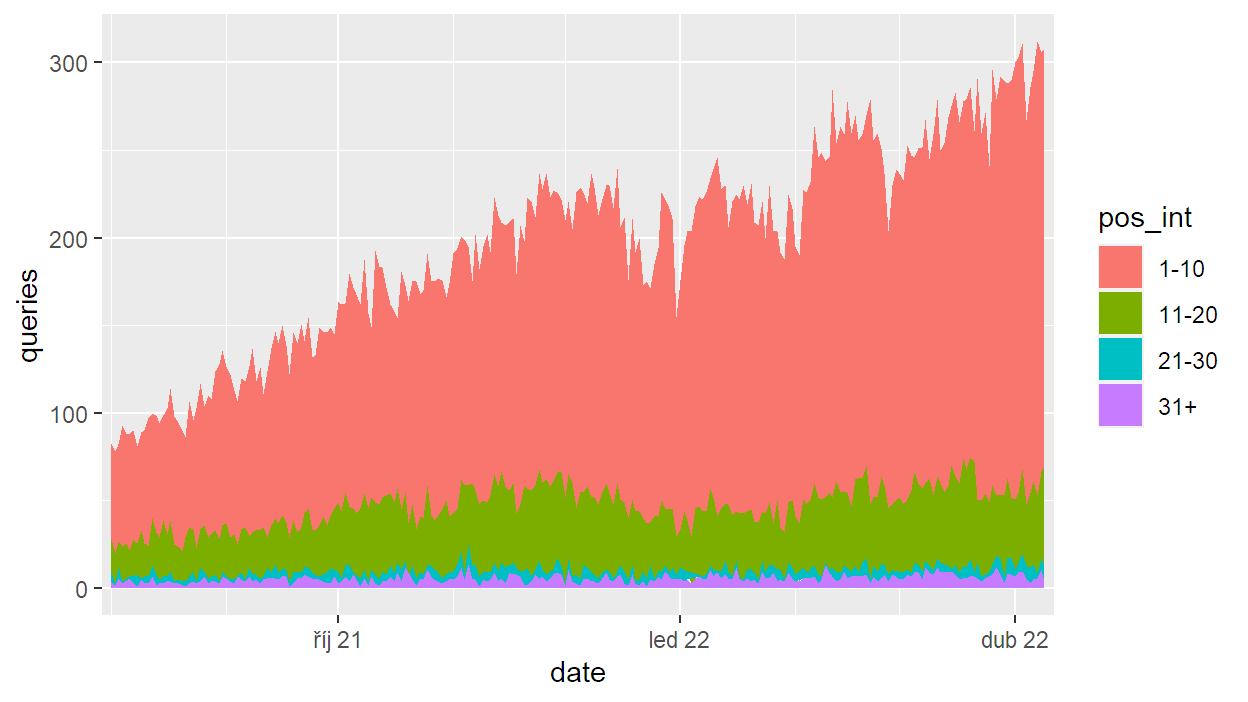 300
200
100
0
queries
říj 21
led 22
dub 22
date
pos_int
1-10
11-20
21-30
31+